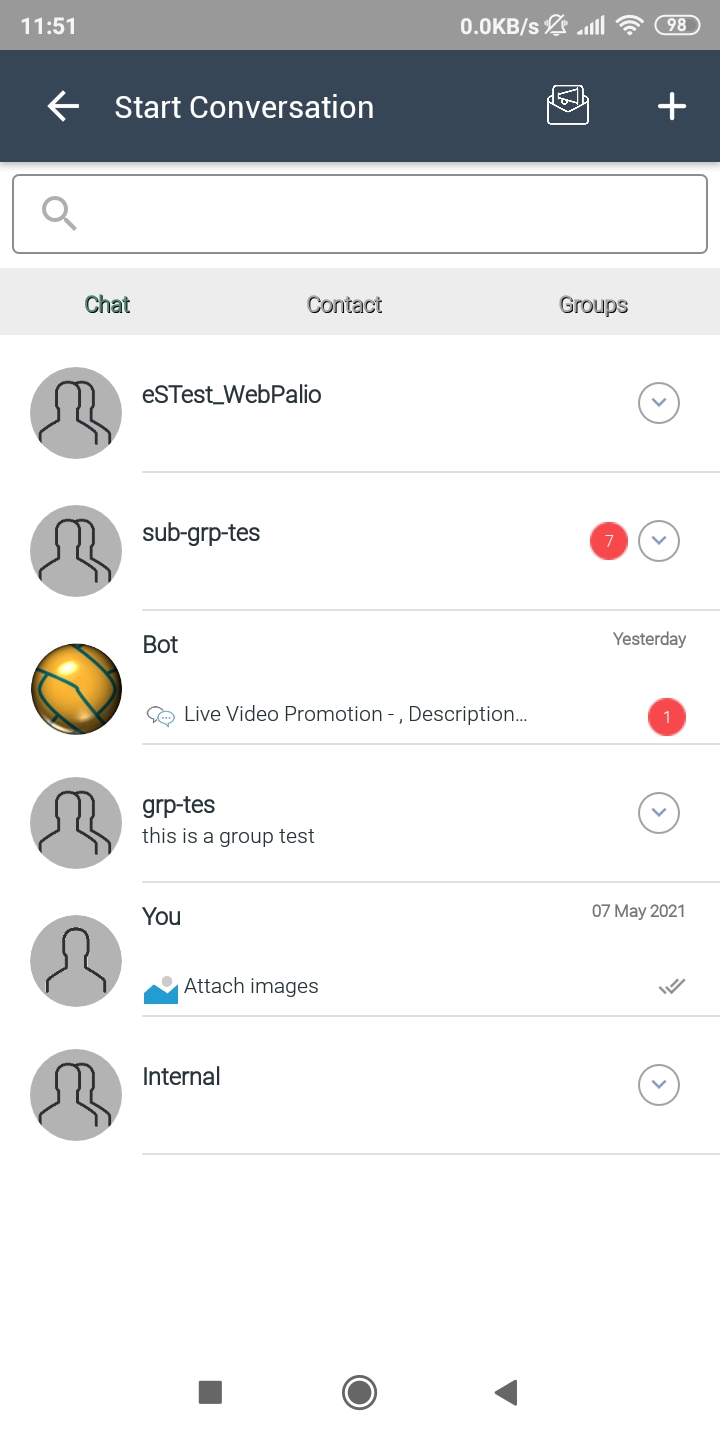 11:51 0.0KB/s 98
Start Conversation
Chat Contact Groups
eSTest_WebPalio
sub-grp-tes 7
Bot Yesterday
Live Video Promotion - , Description... 1
grp-tes
this is a group test
You 07 May 2021
Attach images
Internal